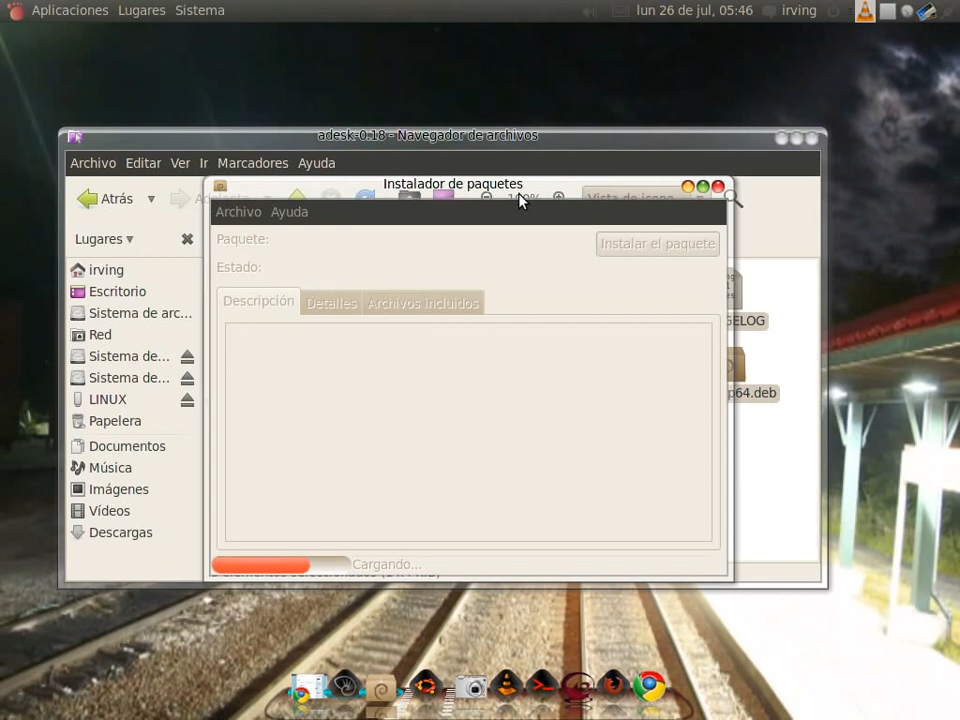 Aplicaciones Lugares Sistema lun 26 de jul, 05:46 irving
adesk-0.18 - Navegador de archivos
Archivo Editar Ver Ir Marcadores Ayuda
Atrás
Lugares
irving
Escritorio
Sistema de arc...
Red
Sistema de...
Sistema de...
LINUX
Papelera
Documentos
Música
Imágenes
Vídeos
Descargas
Instalador de paquetes
Archivo Ayuda
Paquete: Instalar el paquete
Estado:
Descripción Detalles Archivos incluidos
Cargando...
GELOG
p64.deb